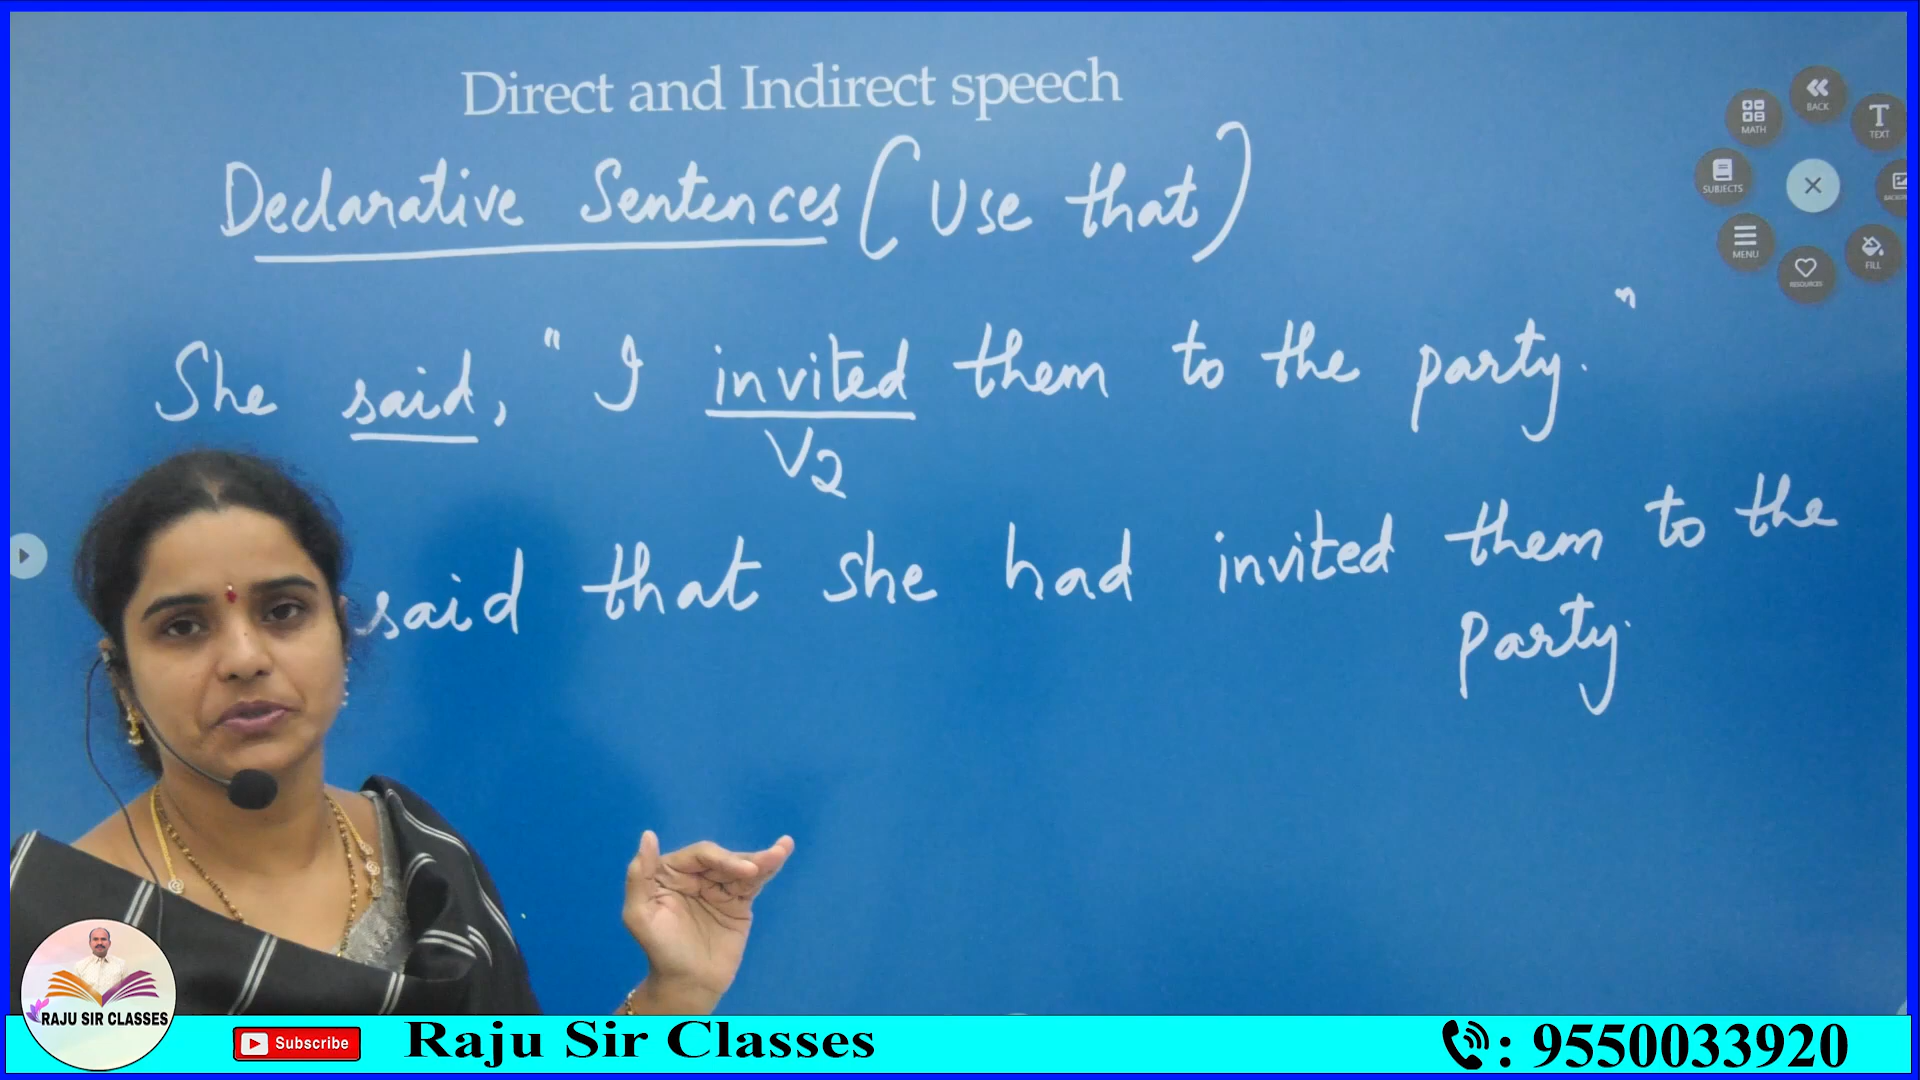 Direct and Indirect speech
Declarative Sentences (Use that)
She said, " I invited them to the party. "
V2
said that she had invited them to the
party.
BACK
MATH
TEXT
SUBJECTS
MENU
FILL
RESOURCES
RAJU SIR CLASSES
Subscribe
Raju Sir Classes
: 9550033920